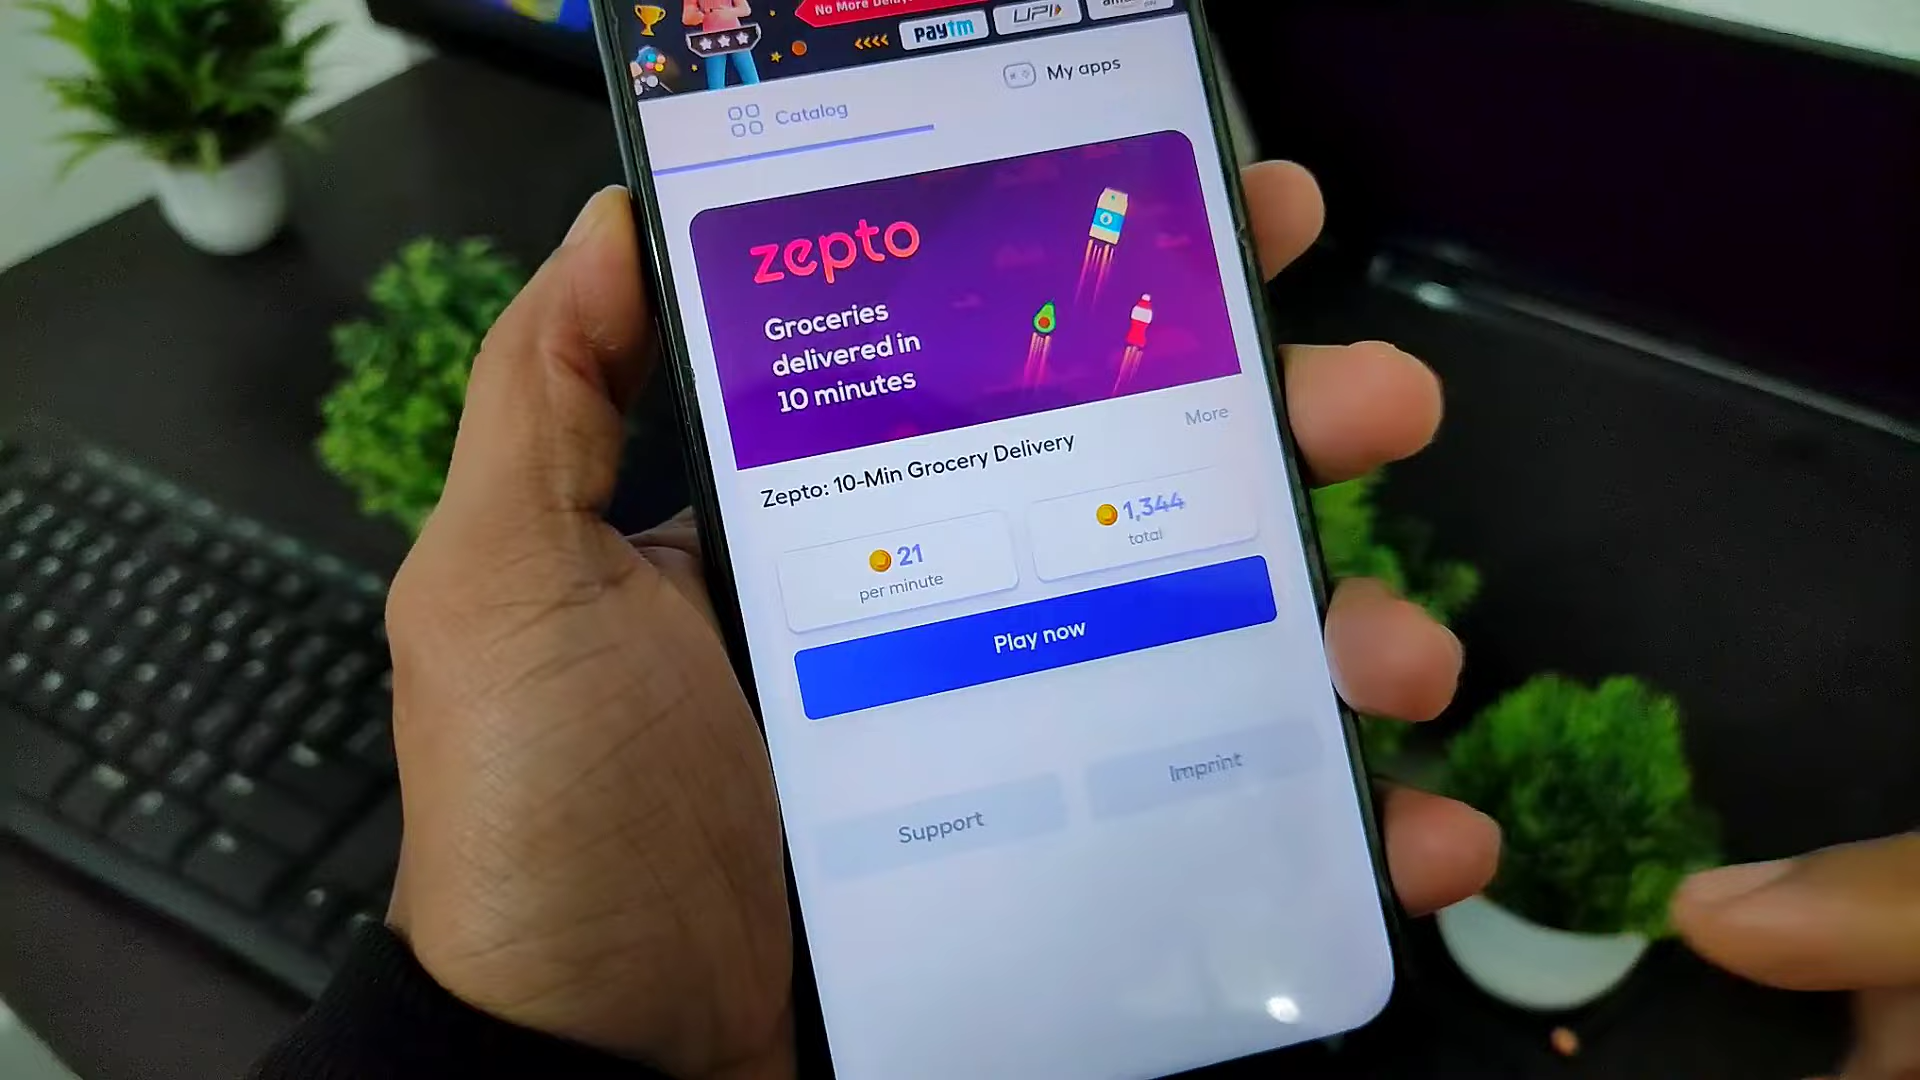 No More
Paytm
UPI
My apps
Catalog
zepto
Groceries
delivered in
10 minutes
More
Zepto: 10-Min Grocery Delivery
21
per minute
1,344
total
Play now
Imprint
Support